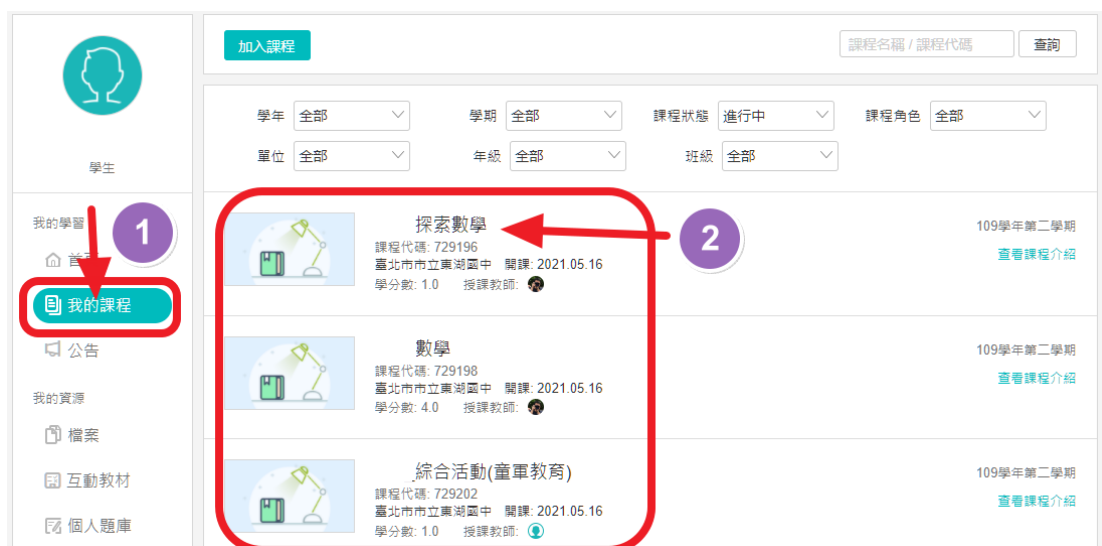 加入課程
課程名稱 / 課程代碼 查詢
學年 全部 學期 全部 課程狀態 進行中 課程角色 全部
單位 全部 年級 全部 班級 全部
學生
我的學習
1
我的課程
公告
我的資源
檔案
互動教材
個人題庫
探索數學
2
課程代碼: 729196
臺北市市立東湖國中 開課: 2021.05.16
學分數: 1.0 授課教師:
109學年第二學期
查看課程介紹
數學
課程代碼: 729198
臺北市市立東湖國中 開課: 2021.05.16
學分數: 4.0 授課教師:
109學年第二學期
查看課程介紹
綜合活動(童軍教育)
課程代碼: 729202
臺北市市立東湖國中 開課: 2021.05.16
學分數: 1.0 授課教師:
109學年第二學期
查看課程介紹